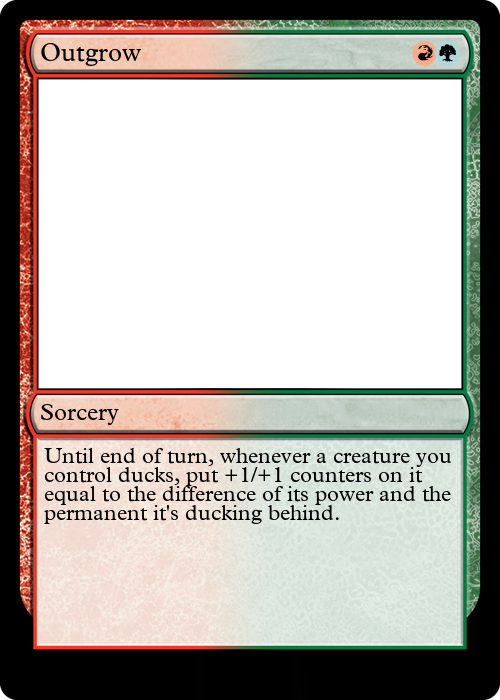 Outgrow
Sorcery
Until end of turn, whenever a creature you
control ducks, put +1/+1 counters on it
equal to the difference of its power and the
permanent it's ducking behind.